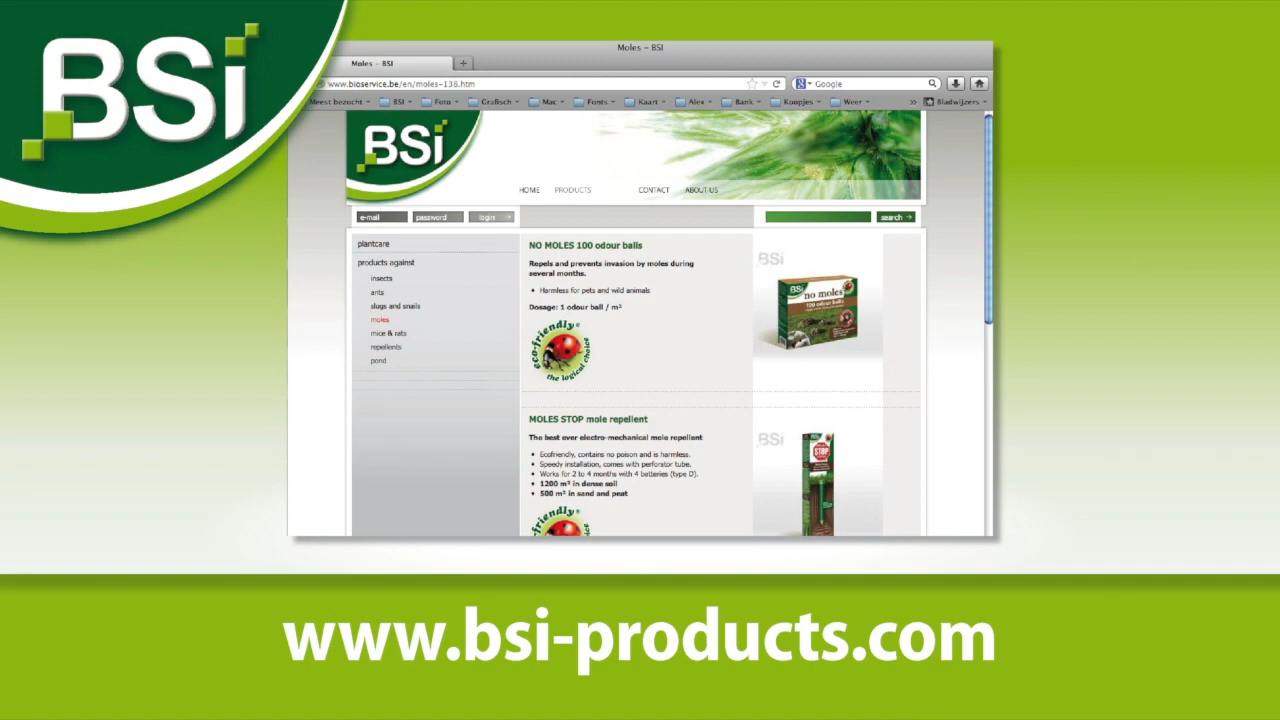 BSi
Moles – BSI
Moles – BSI
www.bioservice.be/en/moles-138.htm
Google
Meest bezocht
BSI
Foto
Grafisch
Mac
Fonts
Kaart
Alex
Bank
Koopjes
Weer
Bladwijzers
BSi
HOME
PRODUCTS
CONTACT
ABOUT US
e-mail
password
login
search
plantcare
products against
insects
ants
slugs and snails
moles
mice & rats
repellents
pond
NO MOLES 100 odour balls
Repels and prevents invasion by moles during
several months.
• Harmless for pets and wild animals
Dosage: 1 odour ball / m²
eco-friendly®
the logical choice
BSi
BSi
no moles
100 odour balls
MOLES STOP mole repellent
The best ever electro-mechanical mole repellent
• Ecofriendly, contains no poison and is harmless.
• Speedy installation, comes with perforator tube.
• Works for 2 to 4 months with 4 batteries (type D).
• 1200 m² in dense soil
• 500 m² in sand and peat
BSi
STOP
www.bsi-products.com